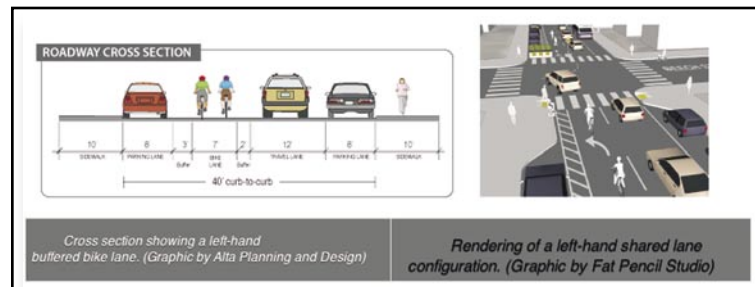 ROADWAY CROSS SECTION
10' 8' 3' 7' 2' 12' 8' 10'
SIDEWALK PARKING LANE Buffer BIKE LANE Buffer TRAVEL LANE PARKING LANE SIDEWALK
40' curb-to-curb
Cross section showing a left-hand
buffered bike lane. (Graphic by Alta Planning and Design)
Rendering of a left-hand shared lane
configuration. (Graphic by Fat Pencil Studio)